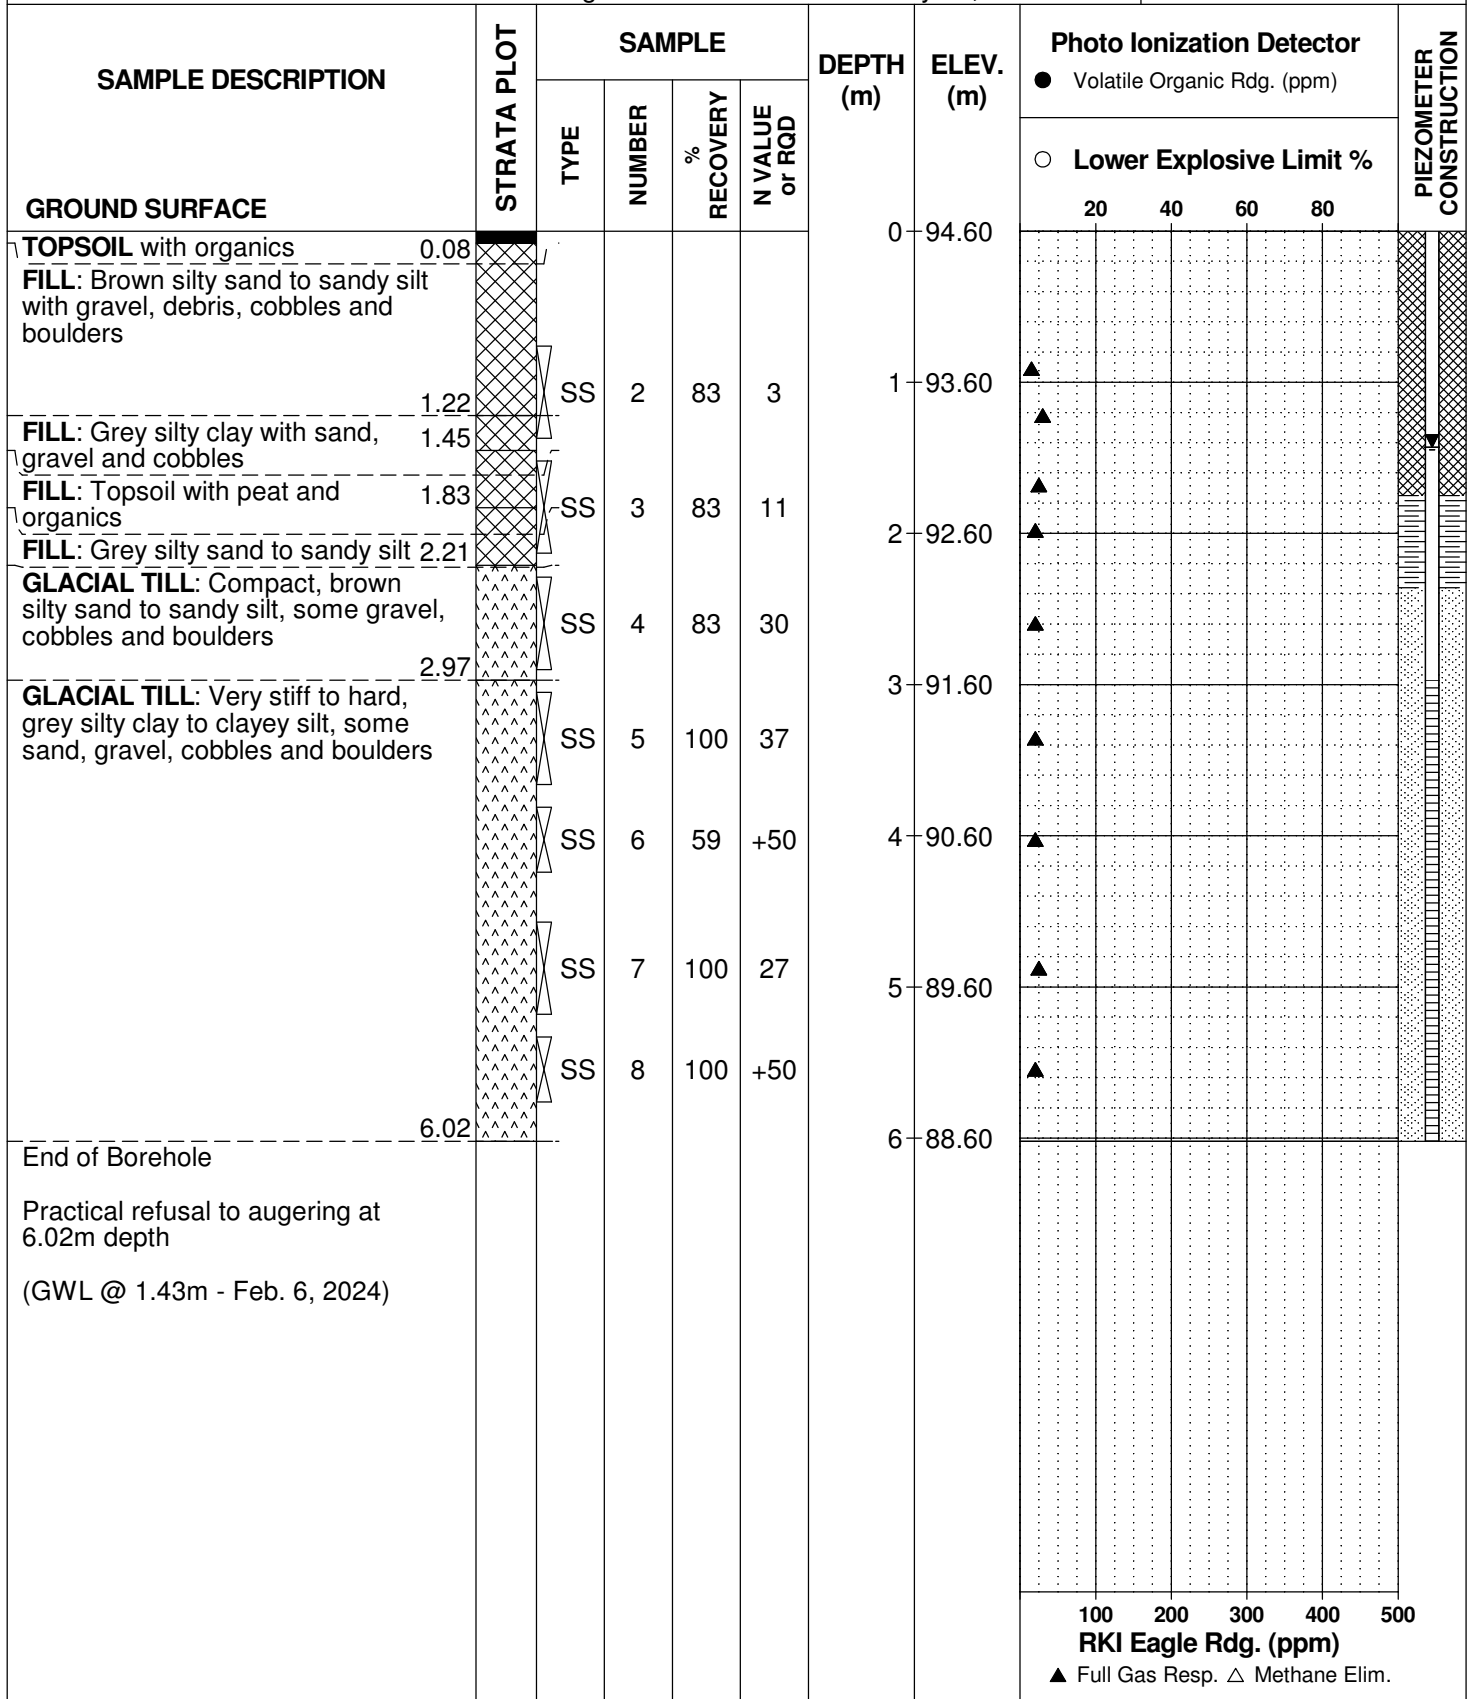 SAMPLE DESCRIPTION
GROUND SURFACE
STRATA PLOT
SAMPLE
TYPE
NUMBER
% RECOVERY
N VALUE or RQD
DEPTH (m)
ELEV. (m)
Photo Ionization Detector
● Volatile Organic Rdg. (ppm)
○ Lower Explosive Limit %
20 40 60 80
PIEZOMETER CONSTRUCTION
TOPSOIL with organics 0.08
FILL: Brown silty sand to sandy silt
with gravel, debris, cobbles and
boulders
1.22
FILL: Grey silty clay with sand, 1.45
gravel and cobbles
FILL: Topsoil with peat and 1.83
organics
FILL: Grey silty sand to sandy silt 2.21
GLACIAL TILL: Compact, brown
silty sand to sandy silt, some gravel,
cobbles and boulders
2.97
GLACIAL TILL: Very stiff to hard,
grey silty clay to clayey silt, some
sand, gravel, cobbles and boulders
6.02
End of Borehole
Practical refusal to augering at
6.02m depth
(GWL @ 1.43m - Feb. 6, 2024)
SS 2 83 3
SS 3 83 11
SS 4 83 30
SS 5 100 37
SS 6 59 +50
SS 7 100 27
SS 8 100 +50
0 94.60
1 93.60
2 92.60
3 91.60
4 90.60
5 89.60
6 88.60
100 200 300 400 500
RKI Eagle Rdg. (ppm)
▲ Full Gas Resp. △ Methane Elim.